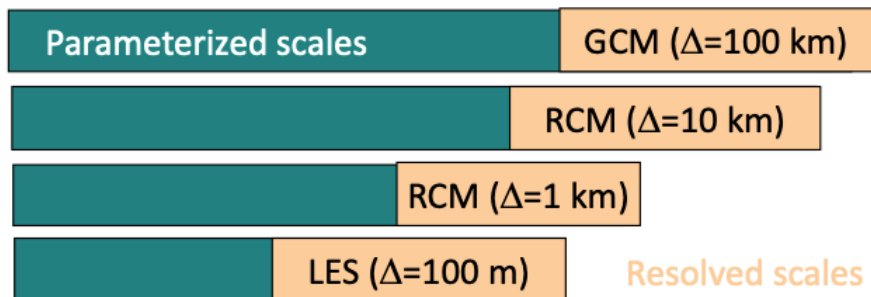 Parameterized scales GCM (Δ=100 km)
RCM (Δ=10 km)
RCM (Δ=1 km)
LES (Δ=100 m) Resolved scales